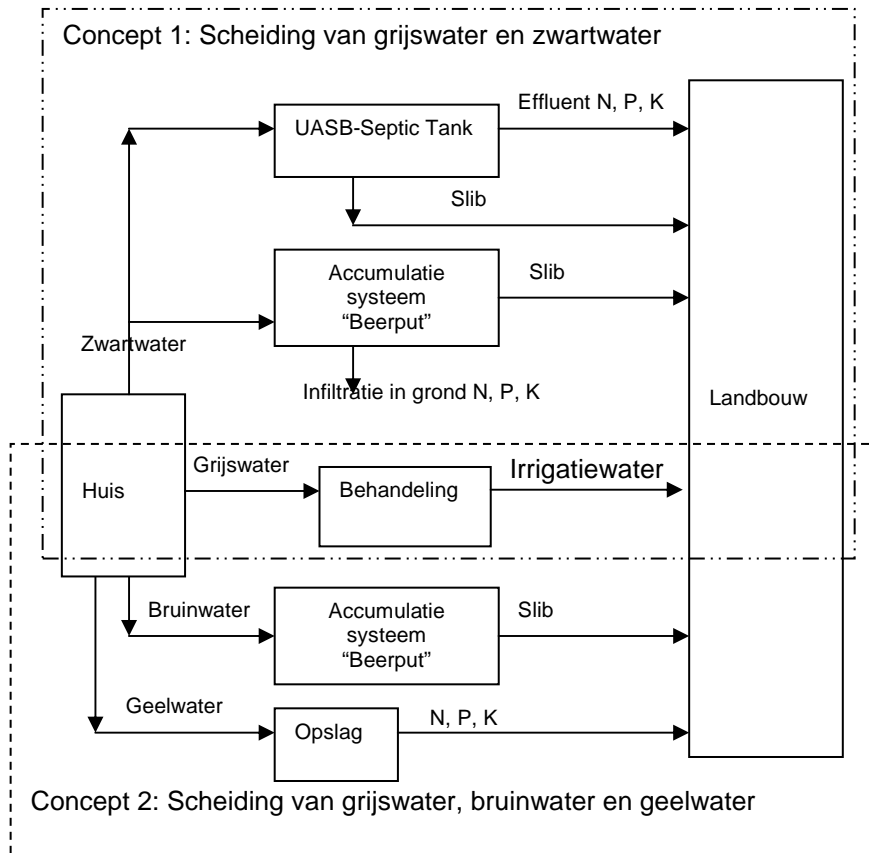 Concept 1: Scheiding van grijswater en zwartwater
Effluent N, P, K
UASB-Septic Tank
Slib
Accumulatie
systeem
“Beerput”
Slib
Zwartwater
Infiltratie in grond N, P, K
Landbouw
Grijswater
Irrigatiewater
Huis
Behandeling
Bruinwater
Accumulatie
systeem
“Beerput”
Slib
Geelwater
Opslag
N, P, K
Concept 2: Scheiding van grijswater, bruinwater en geelwater